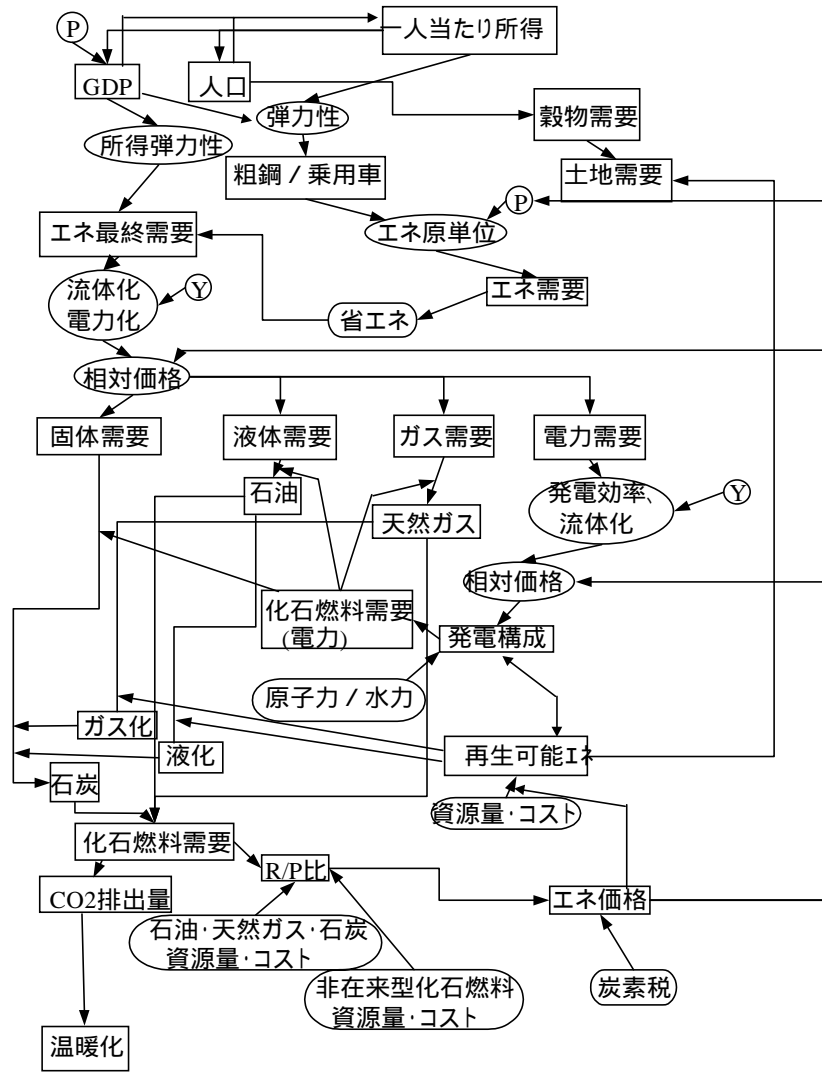 P
一人当たり所得
GDP
人口
弾力性
穀物需要
所得弾力性
粗鋼 / 乗用車
土地需要
P
エネ最終需要
エネ原単位
流体化
電力化
Y
エネ需要
省エネ
相対価格
固体需要
液体需要
ガス需要
電力需要
石油
発電効率、
流体化
Y
天然ガス
相対価格
化石燃料需要
(電力)
発電構成
原子力 / 水力
ガス化
液化
再生可能エネ
石炭
資源量・コスト
化石燃料需要
R/P比
CO2排出量
エネ価格
石油・天然ガス・石炭
資源量・コスト
非在来型化石燃料
資源量・コスト
炭素税
温暖化